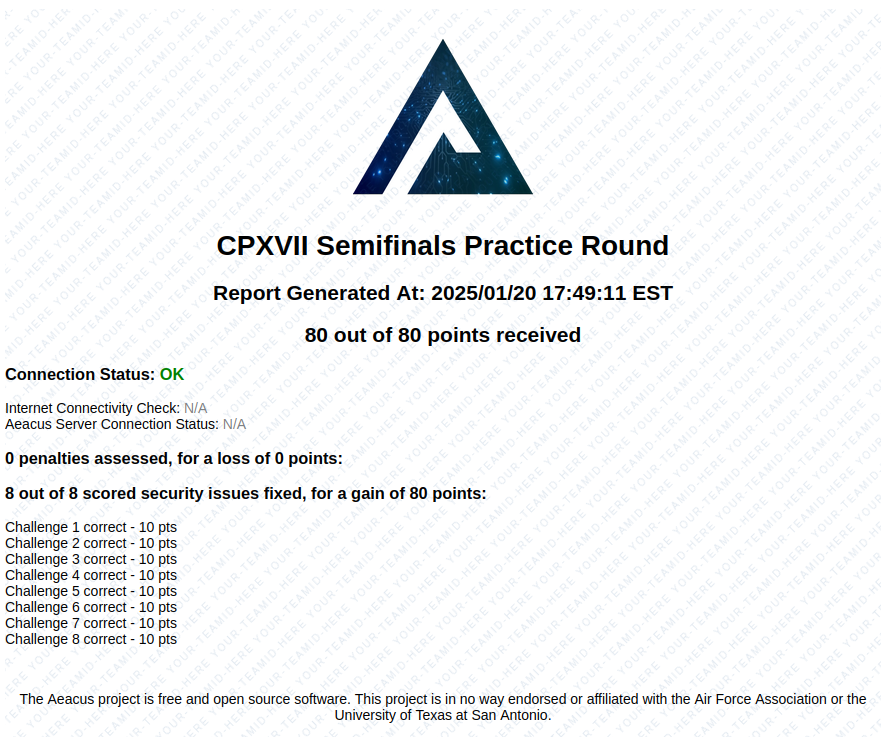 CPXVII Semifinals Practice Round
Report Generated At: 2025/01/20 17:49:11 EST
80 out of 80 points received
Connection Status: OK
Internet Connectivity Check: N/A
Aeacus Server Connection Status: N/A
0 penalties assessed, for a loss of 0 points:
8 out of 8 scored security issues fixed, for a gain of 80 points:
Challenge 1 correct - 10 pts
Challenge 2 correct - 10 pts
Challenge 3 correct - 10 pts
Challenge 4 correct - 10 pts
Challenge 5 correct - 10 pts
Challenge 6 correct - 10 pts
Challenge 7 correct - 10 pts
Challenge 8 correct - 10 pts
The Aeacus project is free and open source software. This project is in no way endorsed or affiliated with the Air Force Association or the
University of Texas at San Antonio.
YOUR-TEAMID-HERE